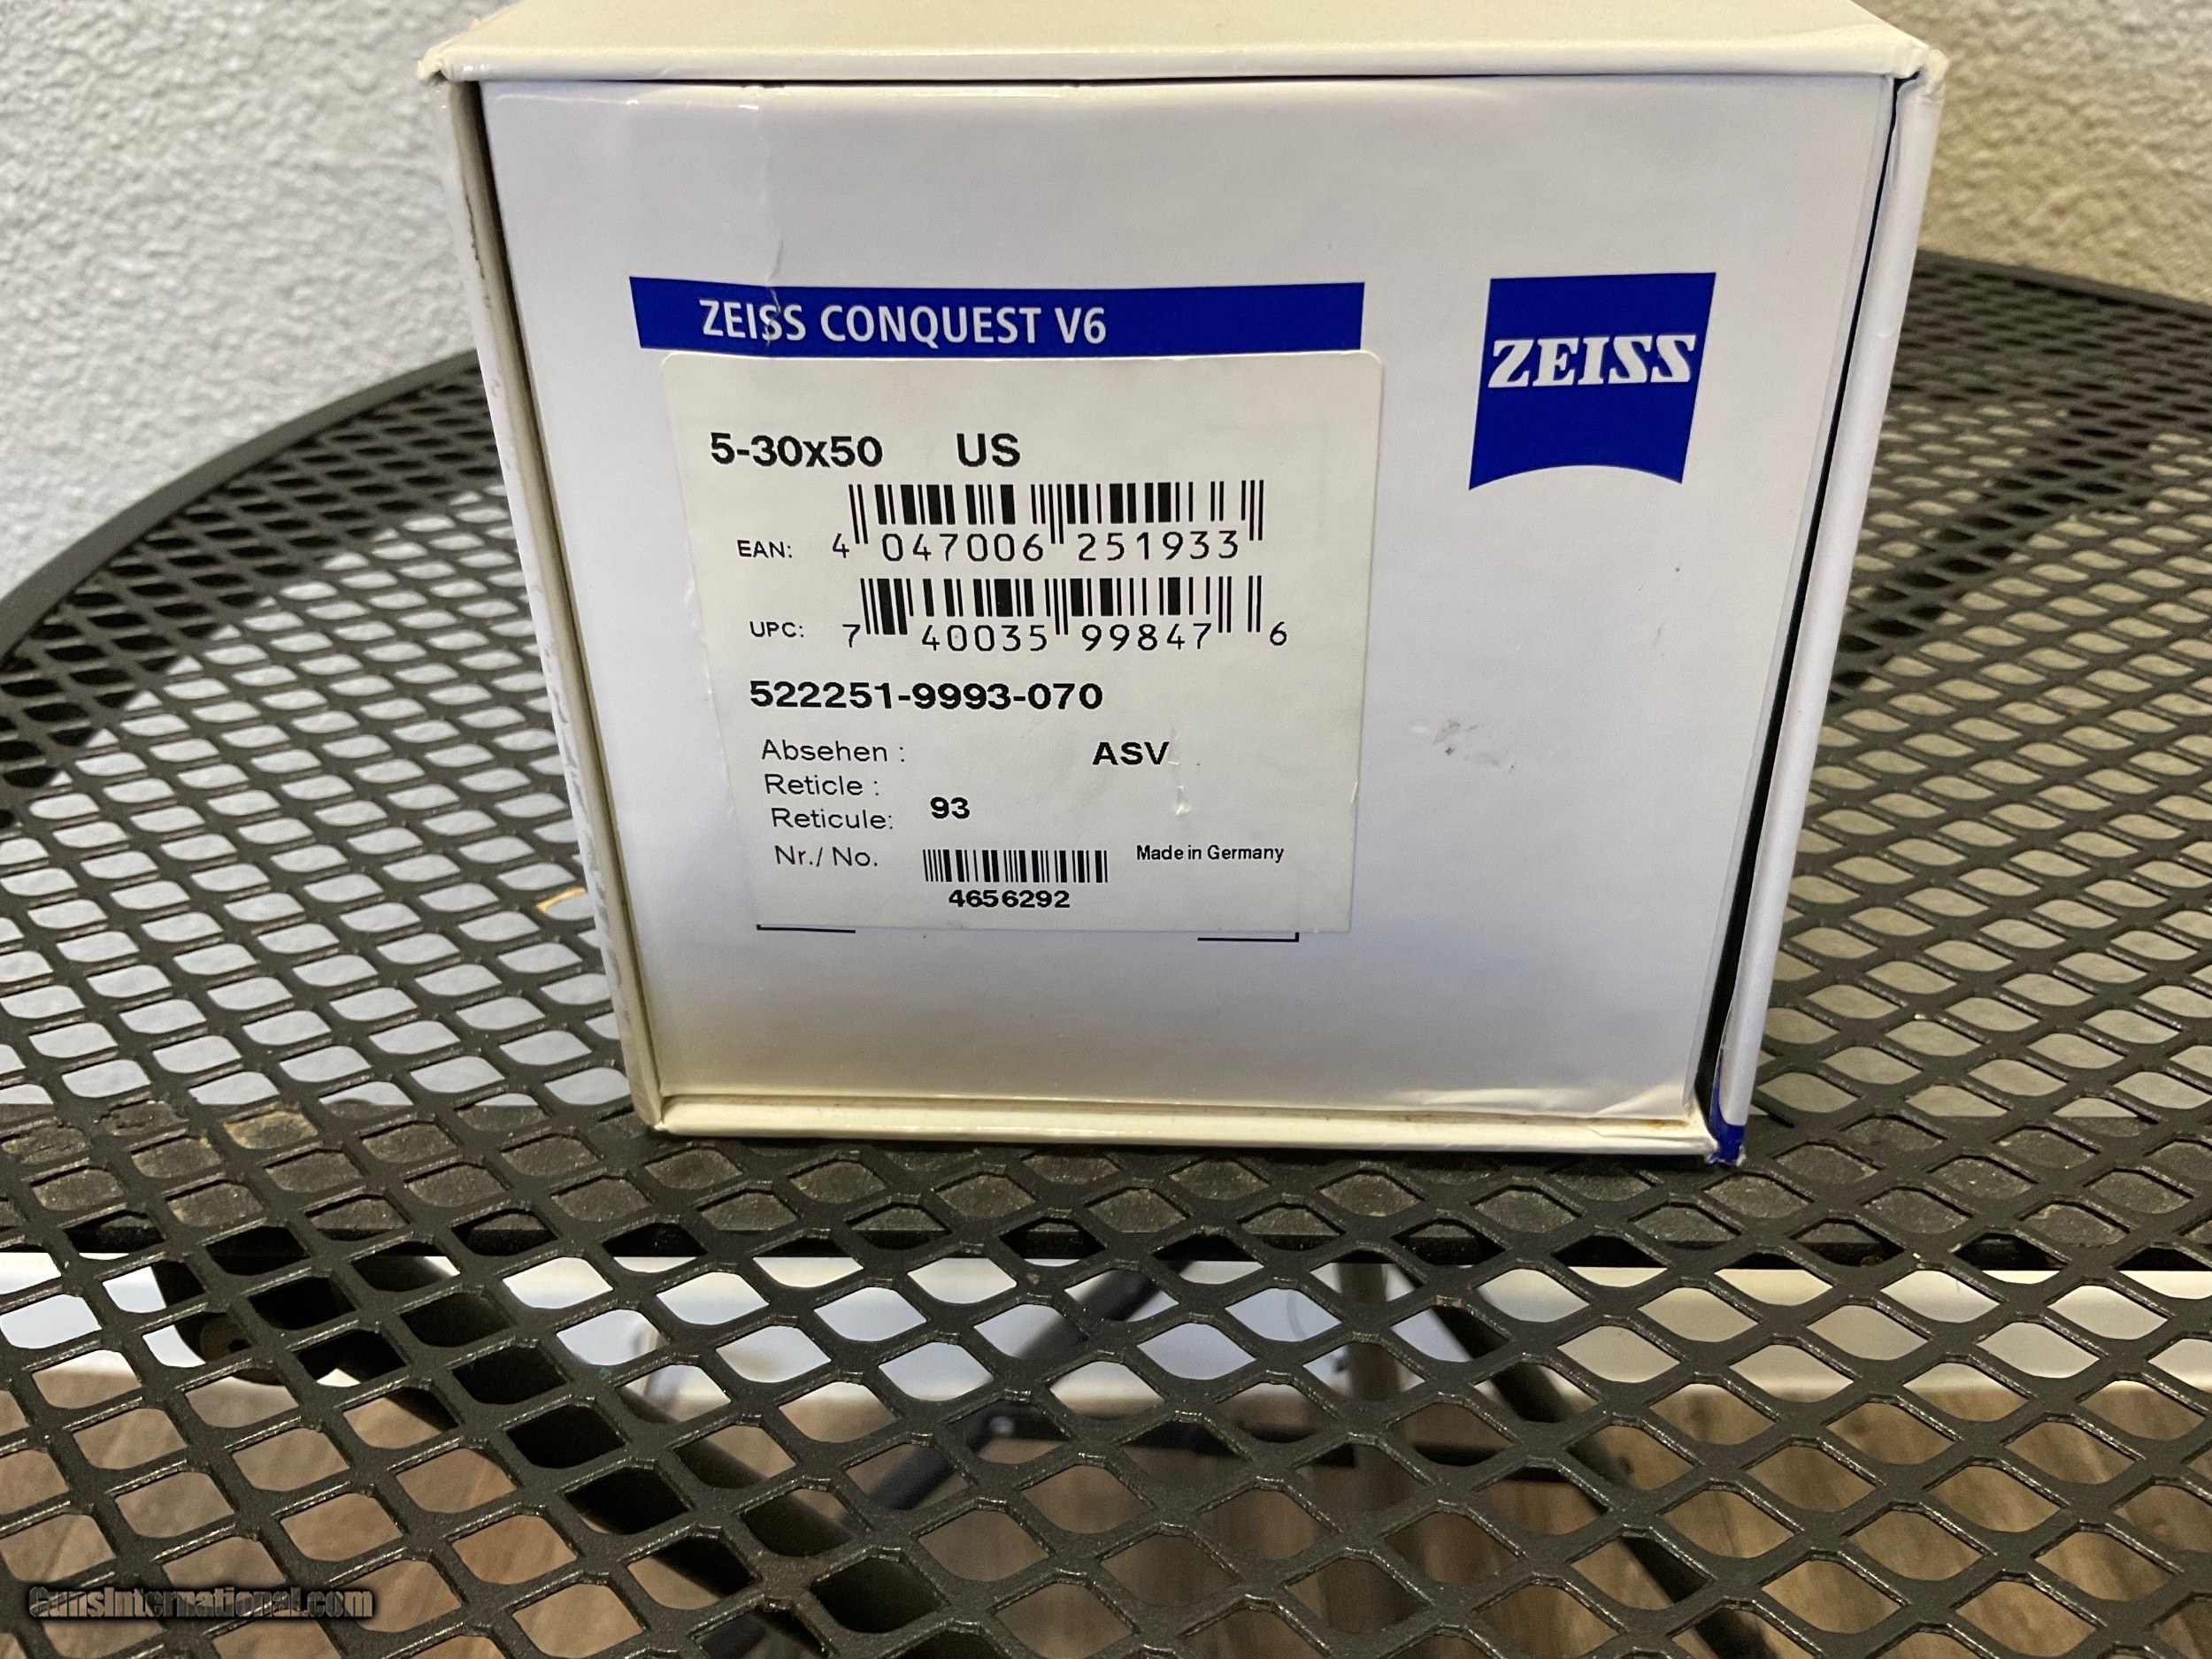 ZEISS CONQUEST V6
ZEISS
5-30x50 US
EAN: 4 047006 251933
UPC: 7 40035 99847 6
522251-9993-070
Absehen : ASV
Reticle :
Reticule: 93
Nr./ No. Made in Germany
4656292
GunsInternational.com